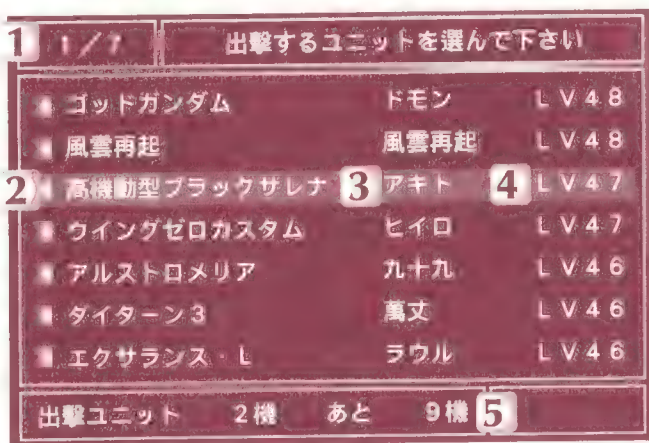 1 1/7 出撃するユニットを選んで下さい
ゴッドガンダム ドモン LV48
風雲再起 風雲再起 LV48
2 高機動型ブラックサレナ 3 アキト 4 LV47
ウイングゼロカスタム ヒイロ LV47
アルストロメリア 九十九 LV46
ダイターン3 萬丈 LV46
エクサランス・L ラウル LV46
出撃ユニット 2機 あと 9機 5